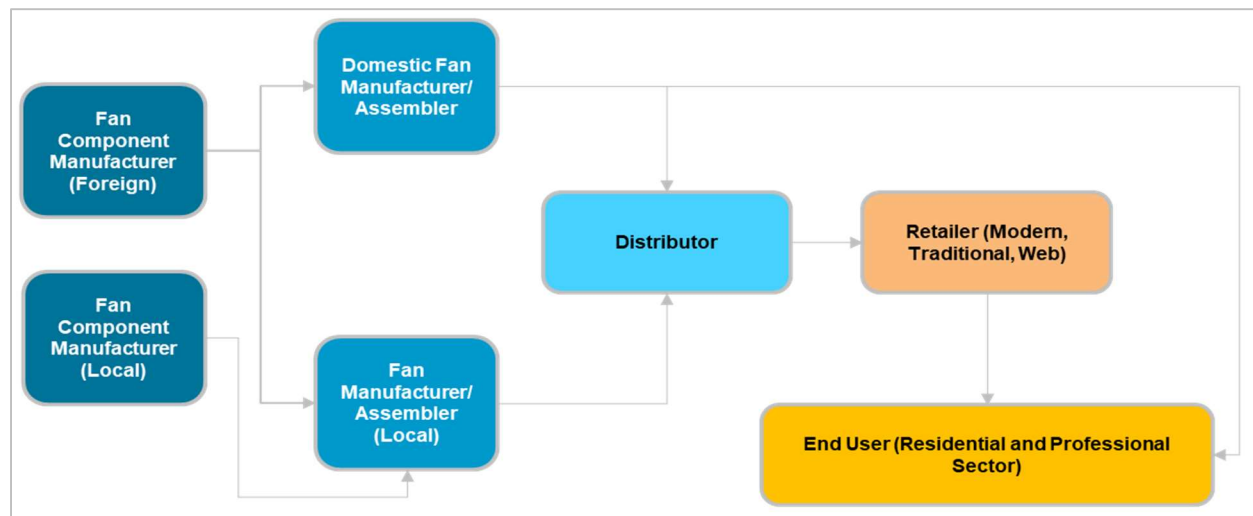 Domestic Fan
Manufacturer/
Assembler
Fan
Component
Manufacturer
(Foreign)
Distributor
Retailer (Modern,
Traditional, Web)
Fan
Component
Manufacturer
(Local)
Fan
Manufacturer/
Assembler
(Local)
End User (Residential and Professional
Sector)